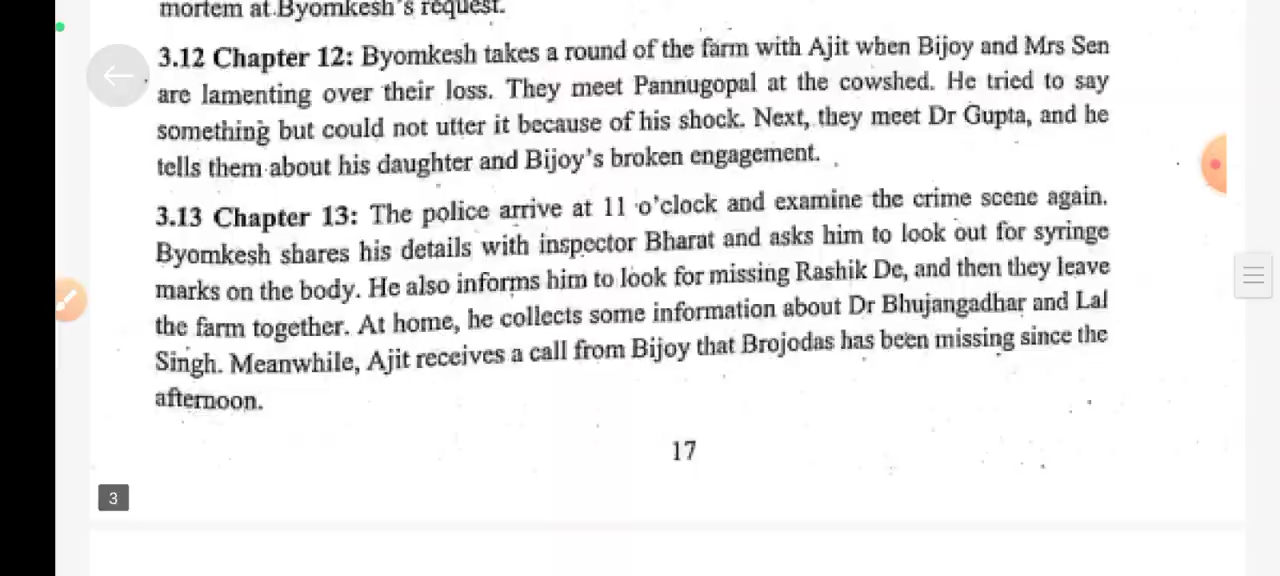 mortem at Byomkesh's request.
3.12 Chapter 12: Byomkesh takes a round of the farm with Ajit when Bijoy and Mrs Sen
are lamenting over their loss. They meet Pannugopal at the cowshed. He tried to say
something but could not utter it because of his shock. Next, they meet Dr Gupta, and he
tells them about his daughter and Bijoy's broken engagement.
3.13 Chapter 13: The police arrive at 11 o'clock and examine the crime scene again.
Byomkesh shares his details with inspector Bharat and asks him to look out for syringe
marks on the body. He also informs him to look for missing Rashik De, and then they leave
the farm together. At home, he collects some information about Dr Bhujangadhar and Lal
Singh. Meanwhile, Ajit receives a call from Bijoy that Brojodas has been missing since the
afternoon.
17
3